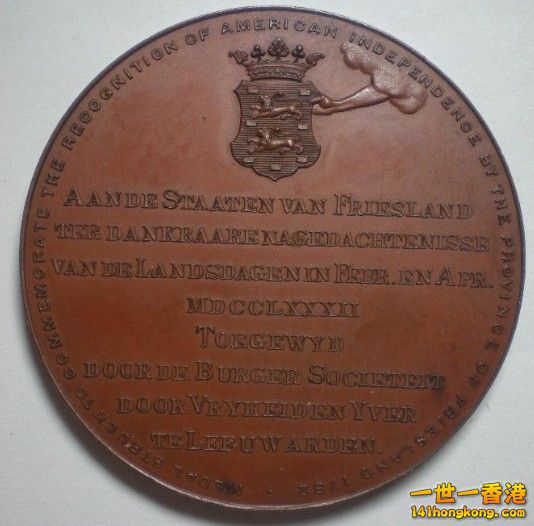 MEDAL STRUCK TO COMMEMORATE THE RECOGNITION OF AMERICAN INDEPENDENCE BY THE PROVINCE OF FRIESLAND 1782
AAN DE STAATEN VAN FRIESLAND
TER DANKBAARE NAGEDACHTENISSE
VAN DE LANDSDAGEN IN FEBR. EN APR.
MDCCLXXXII
TOEGEWYD
DOOR DE BURGER SOCIETEIT
DOOR VRYHEID EN YVER
TE LEEUWARDEN.
一世一香港
141hongkong.com